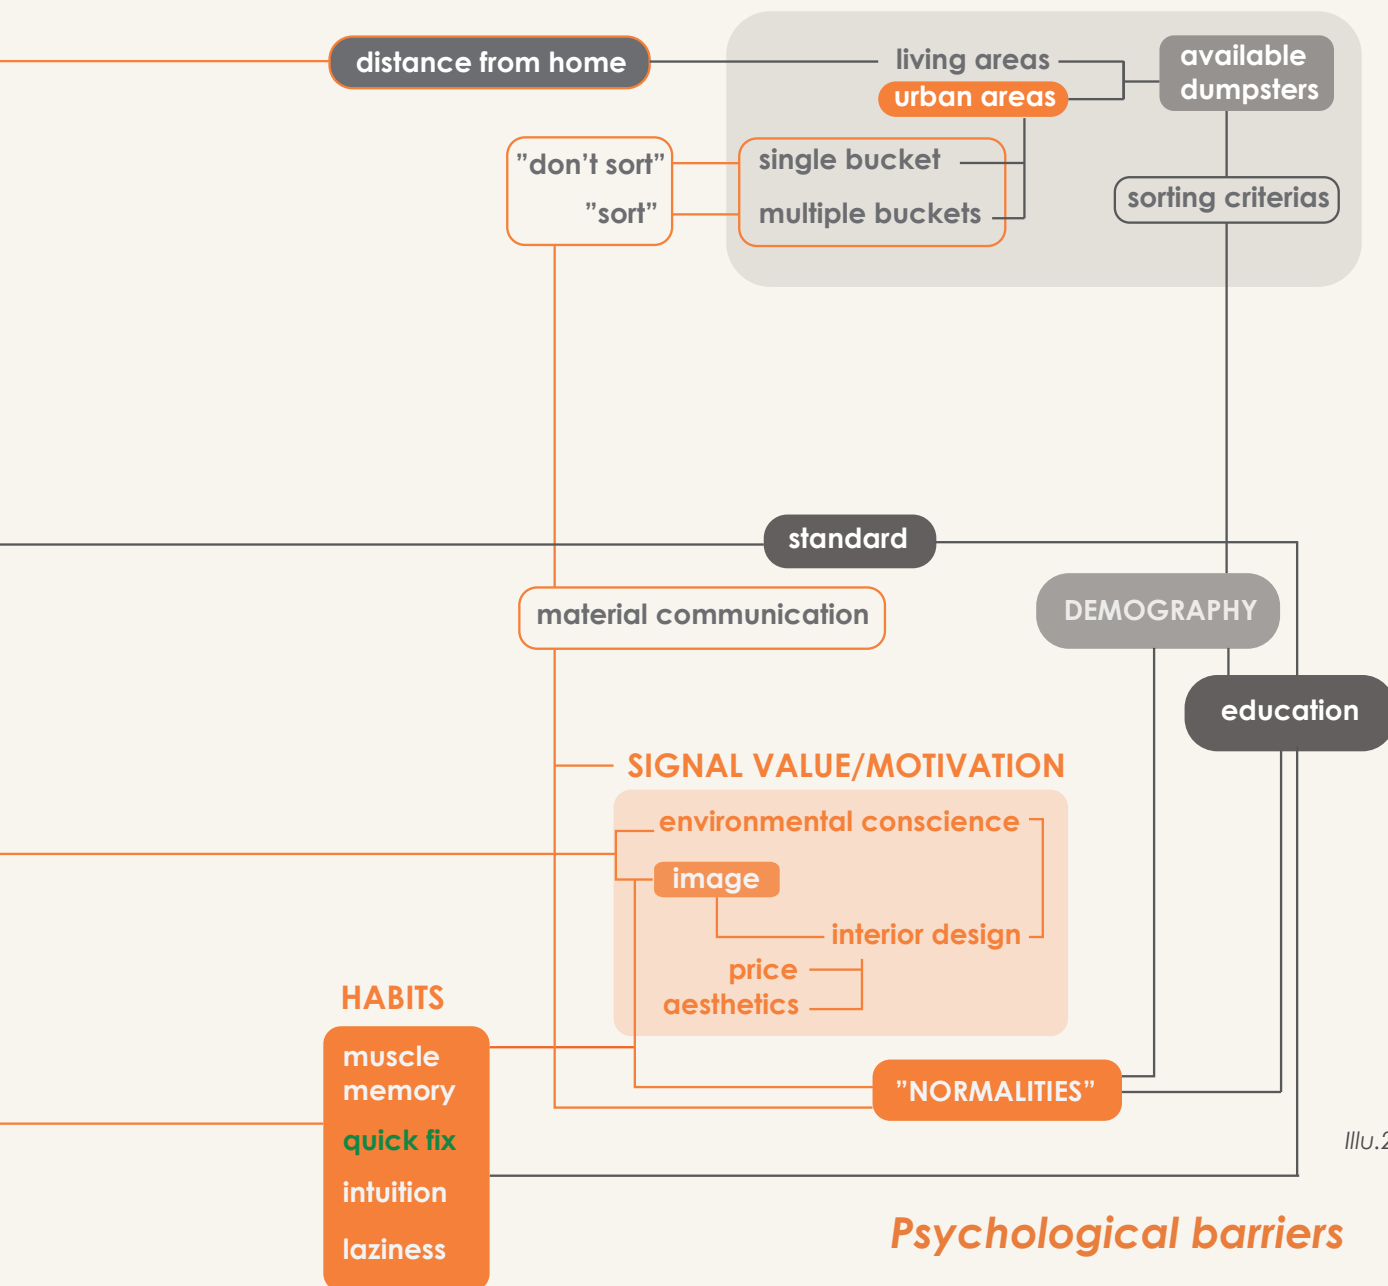 distance from home
living areas
urban areas
available
dumpsters
”don’t sort”
”sort”
single bucket
multiple buckets
sorting criterias
standard
material communication
DEMOGRAPHY
education
SIGNAL VALUE/MOTIVATION
environmental conscience
image
interior design
price
aesthetics
HABITS
muscle
memory
quick fix
intuition
laziness
”NORMALITIES”
Illu.2
Psychological barriers